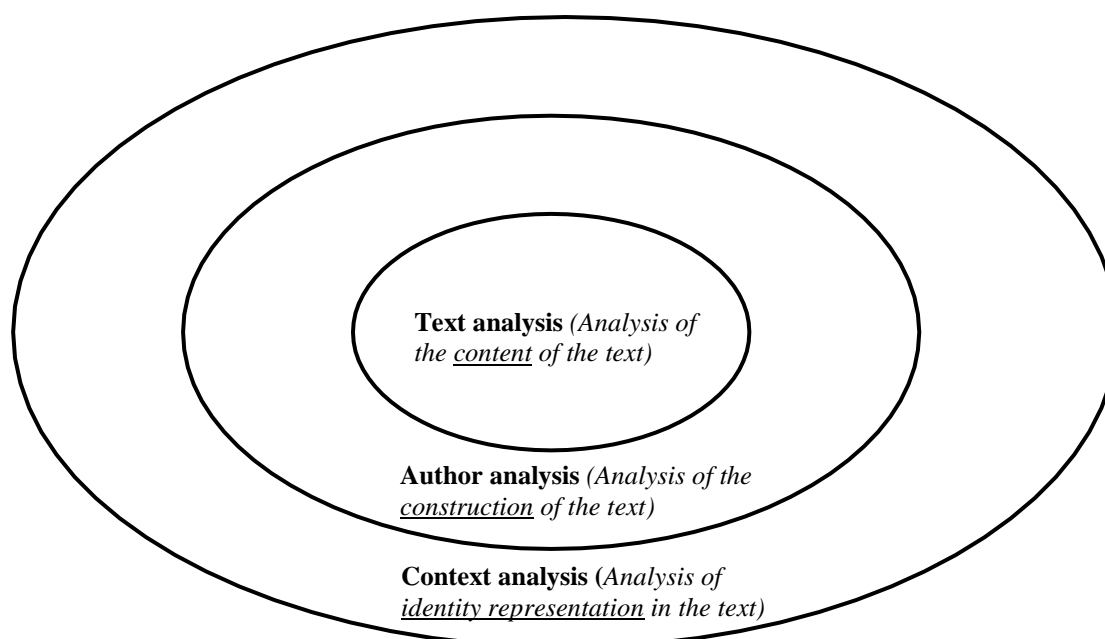 Text analysis (Analysis of
the content of the text)
Author analysis (Analysis of the
construction of the text)
Context analysis (Analysis of
identity representation in the text)